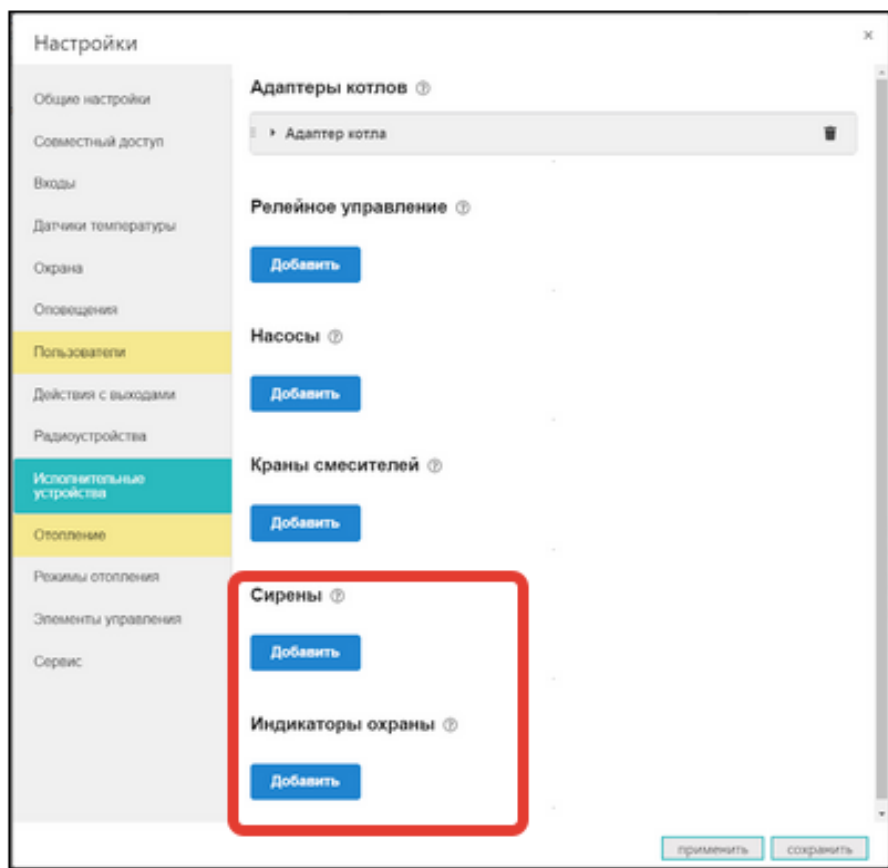 Настройки
×
Общие настройки
Совместный доступ
Входы
Датчики температуры
Охрана
Оповещения
Пользователи
Действия с выходами
Радиоустройства
Исполнительные
устройства
Отопление
Режимы отопления
Элементы управления
Сервис
Адаптеры котлов ?
Адаптер котла
Релейное управление ?
Добавить
Насосы ?
Добавить
Краны смесителей ?
Добавить
Сирены ?
Добавить
Индикаторы охраны ?
Добавить
применить
сохранить